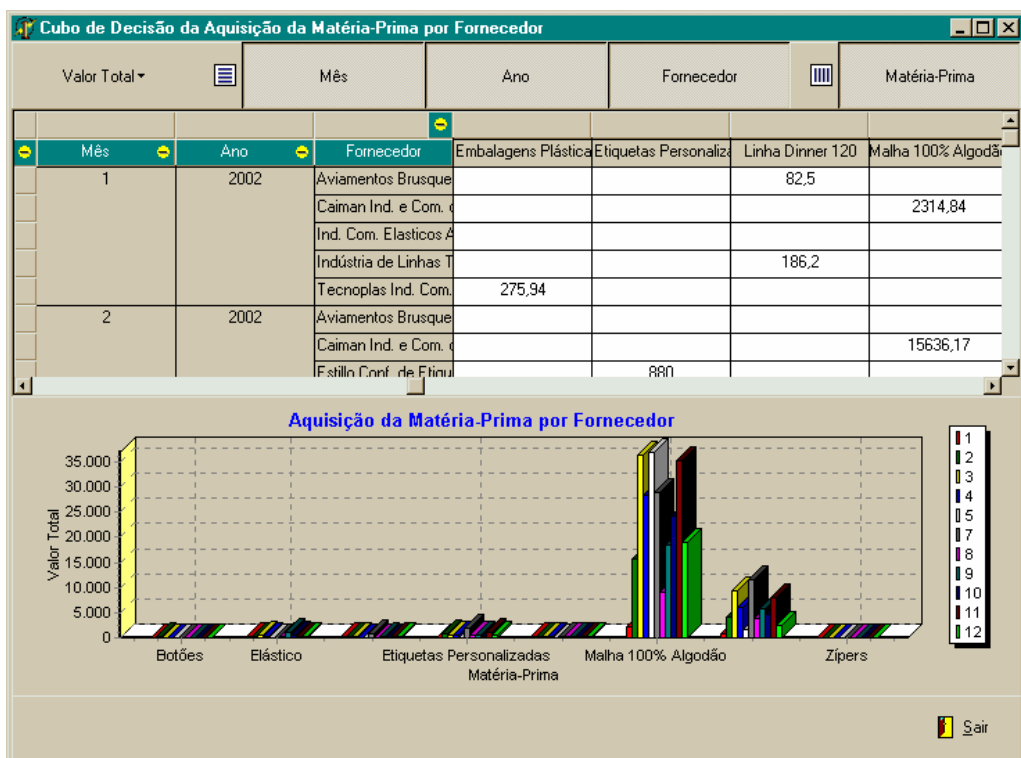 Cubo de Decisão da Aquisição da Matéria-Prima por Fornecedor
Valor Total Mês Ano Fornecedor Matéria-Prima
Mês Ano Fornecedor Embalagens Plástica Etiquetas Personaliza Linha Dinner 120 Malha 100% Algodão
1 2002 Aviamentos Brusque 82,5
Caiman Ind. e Com. 2314,84
Ind. Com. Elasticos A
Indústria de Linhas T 186,2
Tecnoplas Ind. Com. 275,94
2 2002 Aviamentos Brusque
Caiman Ind. e Com. 15636,17
Estillo Conf. de Etiqu 880
Aquisição da Matéria-Prima por Fornecedor
35.000
30.000
25.000
20.000
15.000
10.000
5.000
0
Valor Total
Botões Elástico Etiquetas Personalizadas Malha 100% Algodão Zípers
Matéria-Prima
1
2
3
4
5
7
8
9
10
11
12
Sair